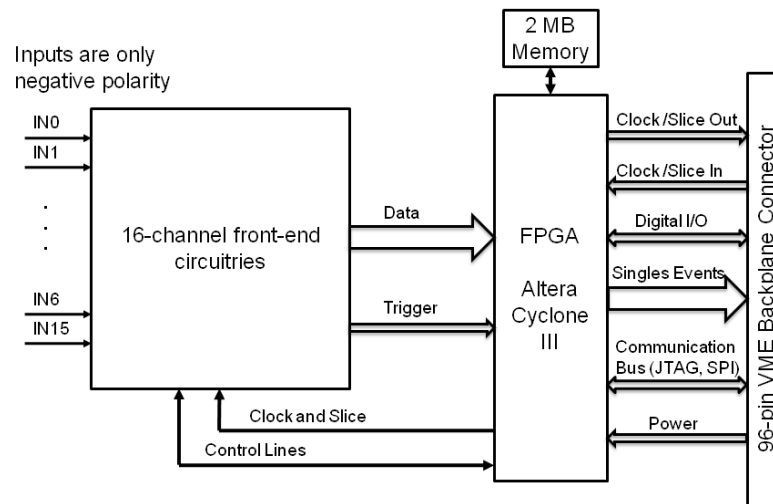 2 MB
Memory
Inputs are only
negative polarity
IN0
IN1
.
.
.
IN6
IN15
16-channel front-end
circuitries
Data
Trigger
Clock and Slice
Control Lines
FPGA
Altera
Cyclone
III
Clock /Slice Out
Clock /Slice In
Digital I/O
Singles Events
Communication
Bus (JTAG, SPI)
Power
96-pin VME Backplane Connector